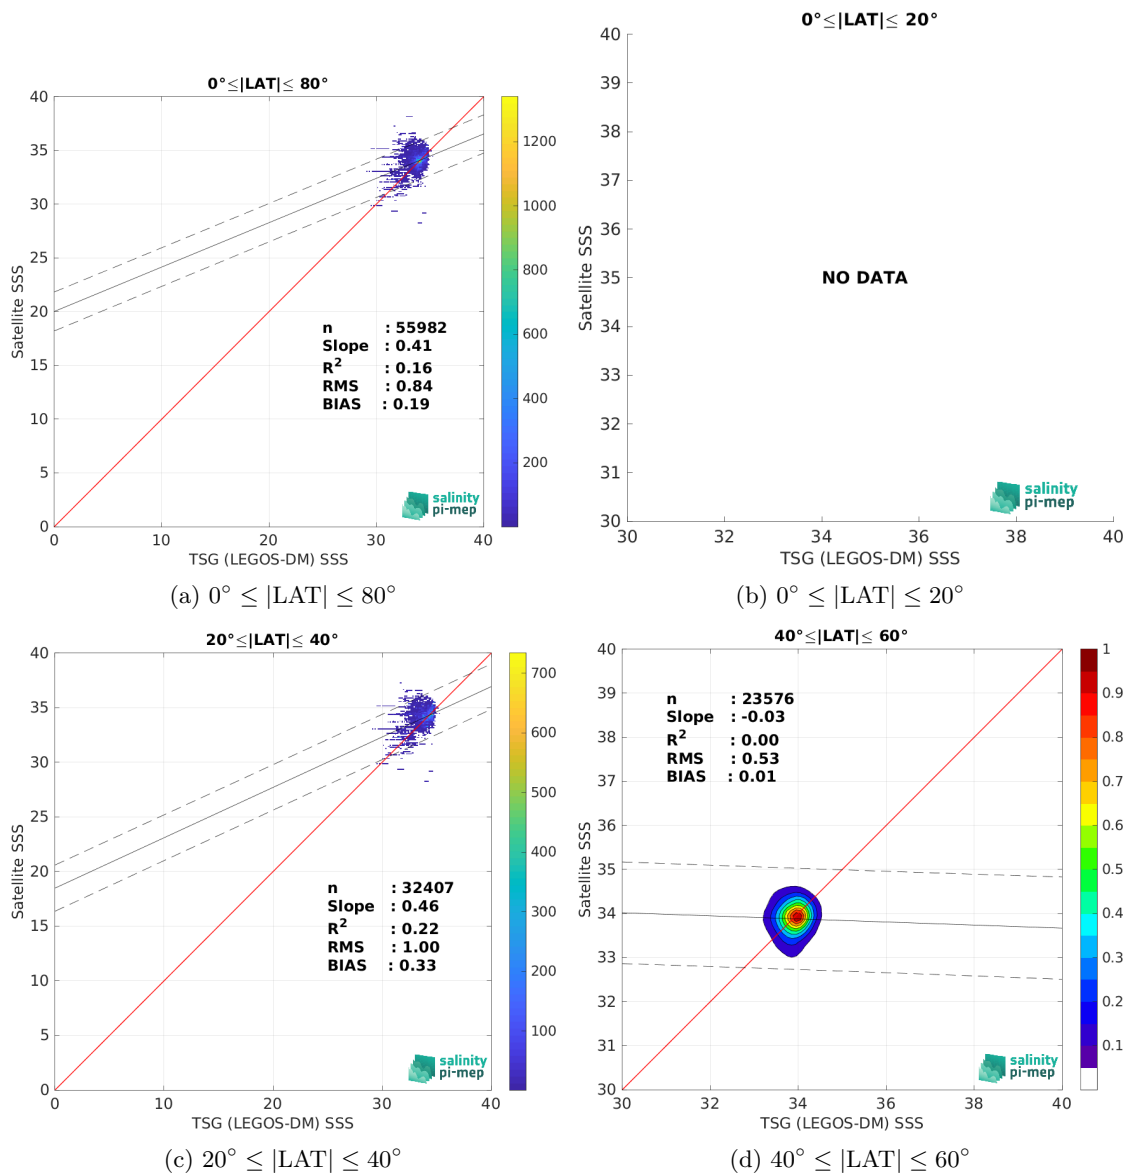 0°≤|LAT|≤ 80°
40
35
30
25
20
15
10
5
0
Satellite SSS
n : 55982
Slope : 0.41
R² : 0.16
RMS : 0.84
BIAS : 0.19
salinity
pi-mep
0 10 20 30 40
TSG (LEGOS-DM) SSS
1200
1000
800
600
400
200
(a) 0° ≤ |LAT| ≤ 80°
0°≤|LAT|≤ 20°
40
39
38
37
36
35
34
33
32
31
30
Satellite SSS
NO DATA
salinity
pi-mep
30 32 34 36 38 40
TSG (LEGOS-DM) SSS
(b) 0° ≤ |LAT| ≤ 20°
20°≤|LAT|≤ 40°
40
35
30
25
20
15
10
5
0
Satellite SSS
n : 32407
Slope : 0.46
R² : 0.22
RMS : 1.00
BIAS : 0.33
salinity
pi-mep
0 10 20 30 40
TSG (LEGOS-DM) SSS
700
600
500
400
300
200
100
(c) 20° ≤ |LAT| ≤ 40°
40°≤|LAT|≤ 60°
40
39
38
37
36
35
34
33
32
31
30
Satellite SSS
n : 23576
Slope : -0.03
R² : 0.00
RMS : 0.53
BIAS : 0.01
salinity
pi-mep
30 32 34 36 38 40
TSG (LEGOS-DM) SSS
1
0.9
0.8
0.7
0.6
0.5
0.4
0.3
0.2
0.1
(d) 40° ≤ |LAT| ≤ 60°